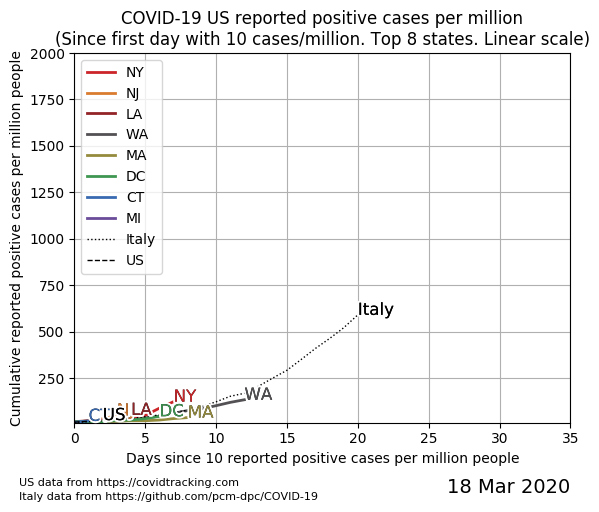 COVID-19 US reported positive cases per million
(Since first day with 10 cases/million. Top 8 states. Linear scale)
Cumulative reported positive cases per million people
2000
1750
1500
1250
1000
750
500
250
NY
NJ
LA
WA
MA
DC
CT
MI
Italy
US
Italy
NY
WA
LA
DC
MA
US
0 5 10 15 20 25 30 35
Days since 10 reported positive cases per million people
US data from https://covidtracking.com
Italy data from https://github.com/pcm-dpc/COVID-19
18 Mar 2020